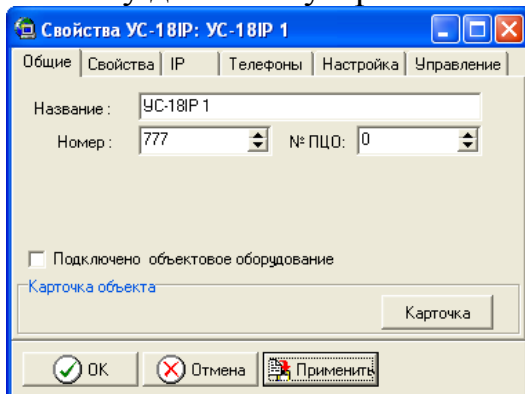 Свойства УС-18IP: УС-18IP 1
Общие Свойства IP Телефоны Настройка Управление
Название : УС-18IP 1
Номер : 777 № ПЦО: 0
Подключено объектовое оборудование
Карточка объекта
Карточка
OK Отмена Применить